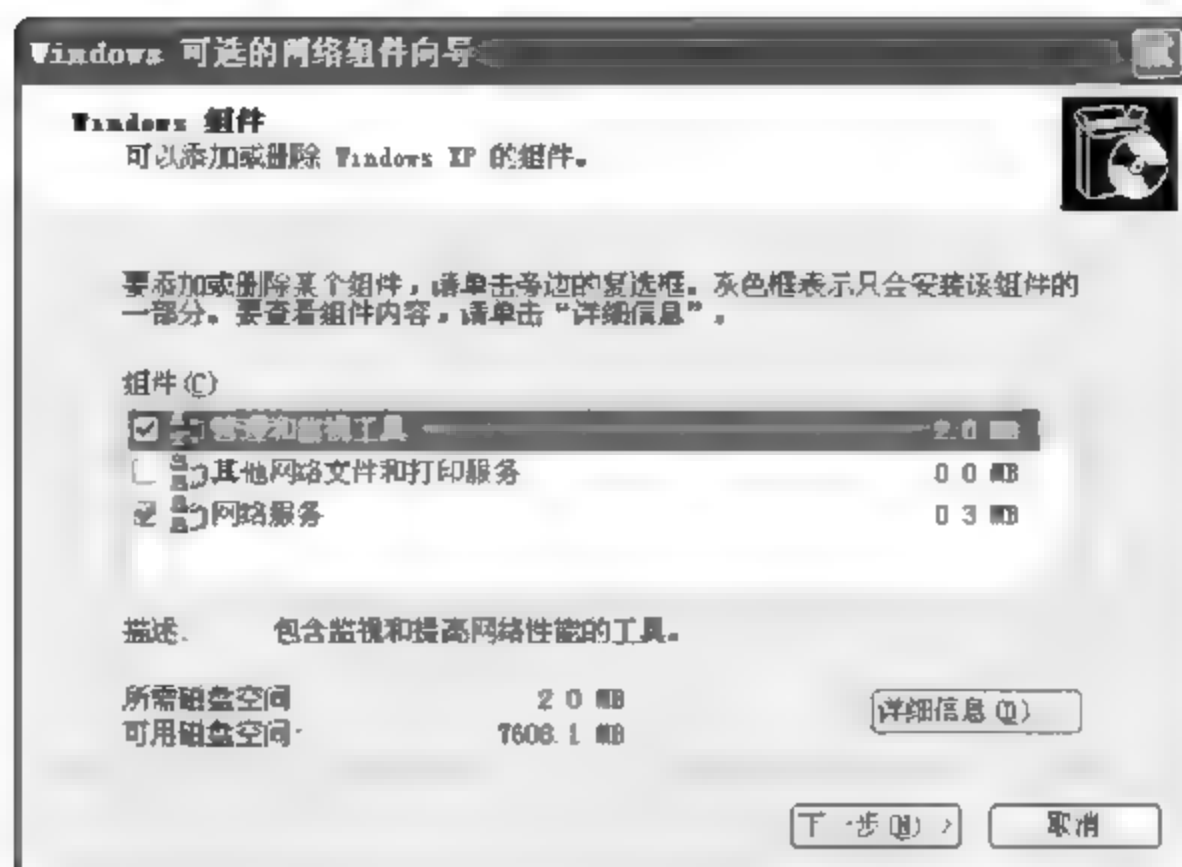 Windows 可选的网络组件向导
Windows 组件
可以添加或删除 Windows XP 的组件。
要添加或删除某个组件，请单击旁边的复选框。灰色框表示只会安装该组件的
一部分。要查看组件内容，请单击“详细信息”。
组件(C)
管理和监视工具 2.0 MB
其他网络文件和打印服务 0 0 MB
网络服务 0 3 MB
描述: 包含监视和提高网络性能的工具。
所需磁盘空间 2 0 MB
可用磁盘空间: 7608.1 MB
详细信息(D)
下一步(N) >
取消